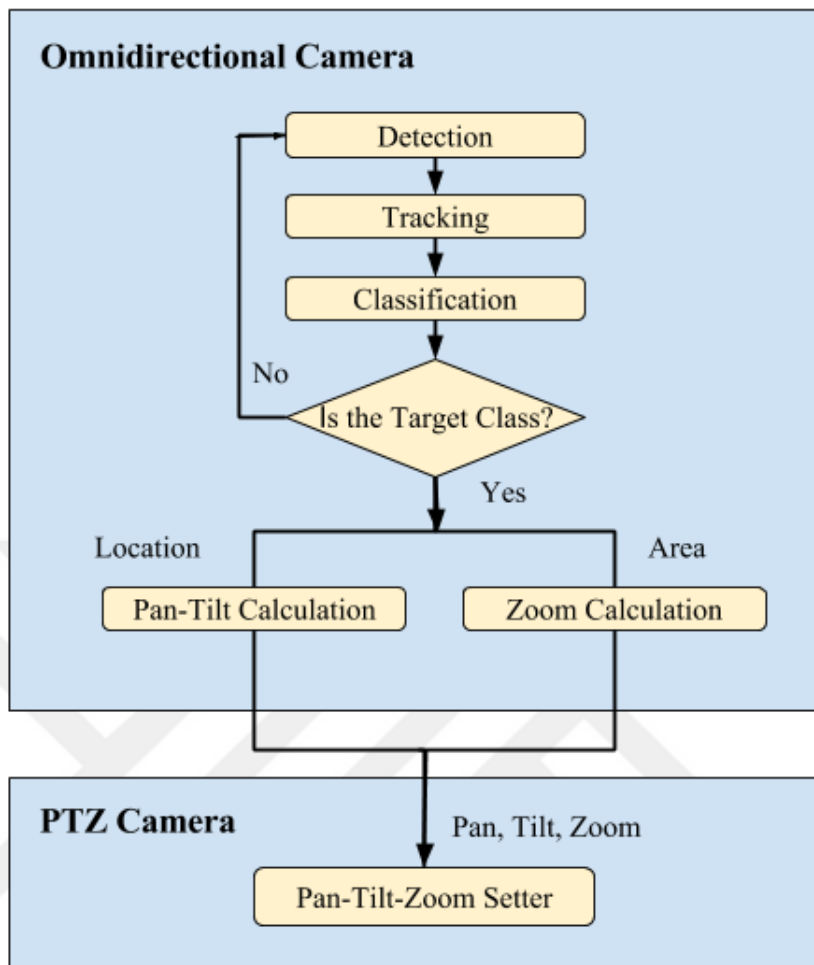 Omnidirectional Camera
Detection
Tracking
Classification
No
Is the Target Class?
Yes
Location
Area
Pan-Tilt Calculation
Zoom Calculation
PTZ Camera
Pan, Tilt, Zoom
Pan-Tilt-Zoom Setter